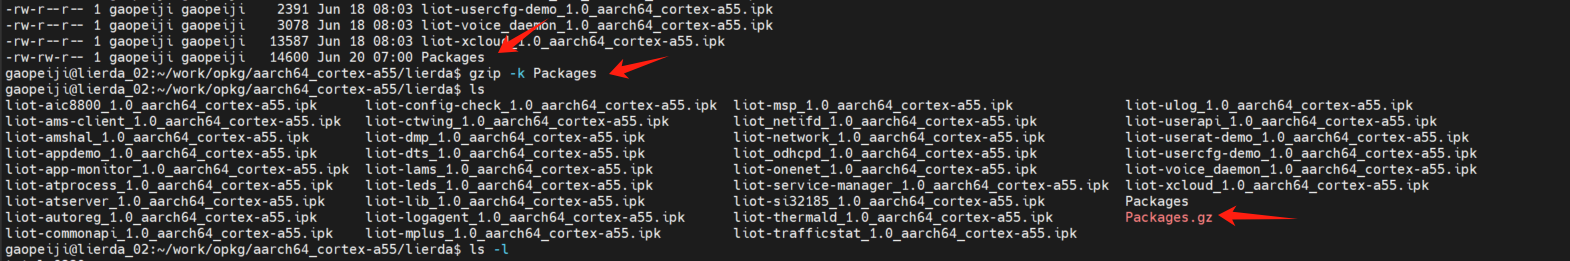 -rw-r--r-- 1 gaopeiji gaopeiji    2391 Jun 18 08:03 liot-usercfg-demo_1.0_aarch64_cortex-a55.ipk
-rw-r--r-- 1 gaopeiji gaopeiji    3078 Jun 18 08:03 liot-voice_daemon_1.0_aarch64_cortex-a55.ipk
-rw-r--r-- 1 gaopeiji gaopeiji   13587 Jun 18 08:03 liot-xcloud_1.0_aarch64_cortex-a55.ipk
-rw-rw-r-- 1 gaopeiji gaopeiji   14600 Jun 20 07:00 Packages
gaopeiji@lierda_02:~/work/opkg/aarch64_cortex-a55/lierda$ gzip -k Packages
gaopeiji@lierda_02:~/work/opkg/aarch64_cortex-a55/lierda$ ls
liot-aic8800_1.0_aarch64_cortex-a55.ipk liot-config-check_1.0_aarch64_cortex-a55.ipk liot-msp_1.0_aarch64_cortex-a55.ipk liot-ulog_1.0_aarch64_cortex-a55.ipk
liot-ams-client_1.0_aarch64_cortex-a55.ipk liot-ctwing_1.0_aarch64_cortex-a55.ipk liot_netifd_1.0_aarch64_cortex-a55.ipk liot-userapi_1.0_aarch64_cortex-a55.ipk
liot-amshal_1.0_aarch64_cortex-a55.ipk liot-dmp_1.0_aarch64_cortex-a55.ipk liot-network_1.0_aarch64_cortex-a55.ipk liot-userat-demo_1.0_aarch64_cortex-a55.ipk
liot-appdemo_1.0_aarch64_cortex-a55.ipk liot-dts_1.0_aarch64_cortex-a55.ipk liot_odhcpd_1.0_aarch64_cortex-a55.ipk liot-usercfg-demo_1.0_aarch64_cortex-a55.ipk
liot-app-monitor_1.0_aarch64_cortex-a55.ipk liot-lams_1.0_aarch64_cortex-a55.ipk liot-onenet_1.0_aarch64_cortex-a55.ipk liot-voice_daemon_1.0_aarch64_cortex-a55.ipk
liot-atprocess_1.0_aarch64_cortex-a55.ipk liot-leds_1.0_aarch64_cortex-a55.ipk liot-service-manager_1.0_aarch64_cortex-a55.ipk liot-xcloud_1.0_aarch64_cortex-a55.ipk
liot-atserver_1.0_aarch64_cortex-a55.ipk liot-lib_1.0_aarch64_cortex-a55.ipk liot-si32185_1.0_aarch64_cortex-a55.ipk Packages
liot-autoreg_1.0_aarch64_cortex-a55.ipk liot-logagent_1.0_aarch64_cortex-a55.ipk liot-thermald_1.0_aarch64_cortex-a55.ipk Packages.gz
liot-commonapi_1.0_aarch64_cortex-a55.ipk liot-mplus_1.0_aarch64_cortex-a55.ipk liot-trafficstat_1.0_aarch64_cortex-a55.ipk
gaopeiji@lierda_02:~/work/opkg/aarch64_cortex-a55/lierda$ ls -l